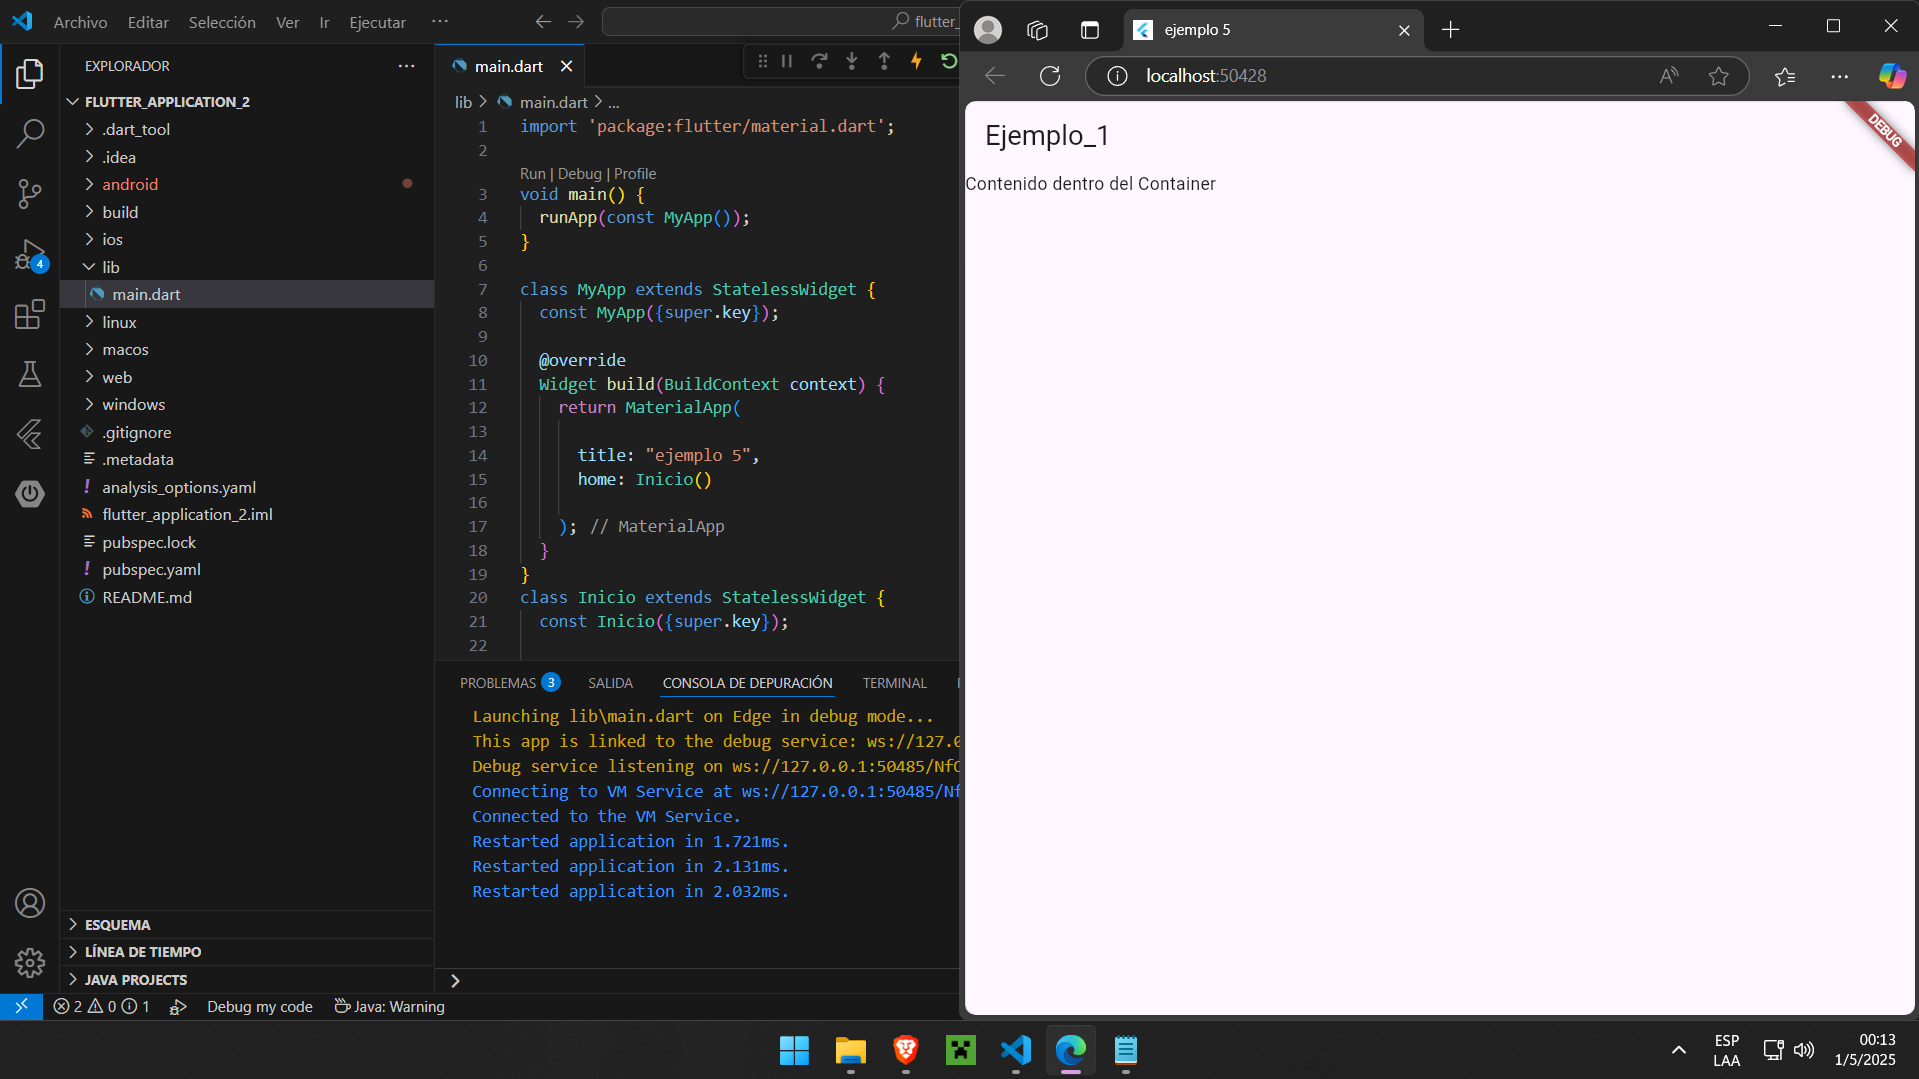 Archivo Editar Selección Ver Ir Ejecutar ··· flutter_
EXPLORADOR
FLUTTER_APPLICATION_2
.dart_tool
.idea
android
build
ios
lib
main.dart
linux
macos
web
windows
.gitignore
.metadata
analysis_options.yaml
flutter_application_2.iml
pubspec.lock
pubspec.yaml
README.md
ESQUEMA
LÍNEA DE TIEMPO
JAVA PROJECTS
4
main.dart
lib > main.dart > ...
1 import 'package:flutter/material.dart';
2
Run | Debug | Profile
3 void main() {
4 runApp(const MyApp());
5 }
6
7 class MyApp extends StatelessWidget {
8 const MyApp({super.key});
9
10 @override
11 Widget build(BuildContext context) {
12 return MaterialApp(
13
14 title: "ejemplo 5",
15 home: Inicio()
16
17 ); // MaterialApp
18 }
19 }
20 class Inicio extends StatelessWidget {
21 const Inicio({super.key});
22
PROBLEMAS 3 SALIDA CONSOLA DE DEPURACIÓN TERMINAL
Launching lib\main.dart on Edge in debug mode...
This app is linked to the debug service: ws://127.0
Debug service listening on ws://127.0.0.1:50485/Nf
Connecting to VM Service at ws://127.0.0.1:50485/Nf
Connected to the VM Service.
Restarted application in 1.721ms.
Restarted application in 2.131ms.
Restarted application in 2.032ms.
2 0 1 Debug my code Java: Warning
ejemplo 5
localhost:50428
DEBUG
Ejemplo_1
Contenido dentro del Container
ESP
LAA
00:13
1/5/2025